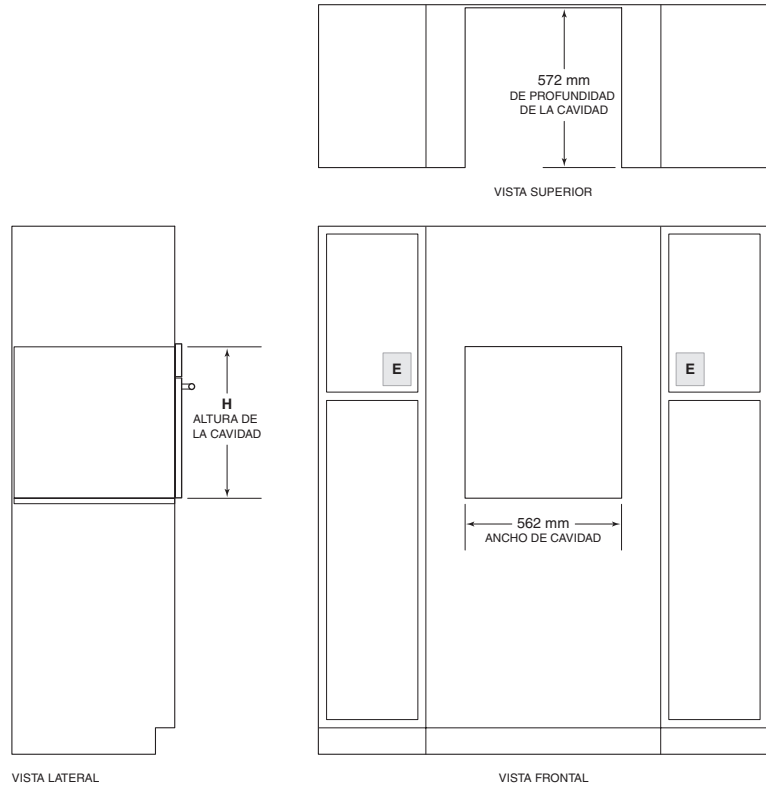 572 mm
DE PROFUNDIDAD
DE LA CAVIDAD
VISTA SUPERIOR
E
E
H
ALTURA DE
LA CAVIDAD
562 mm
ANCHO DE CAVIDAD
VISTA LATERAL
VISTA FRONTAL